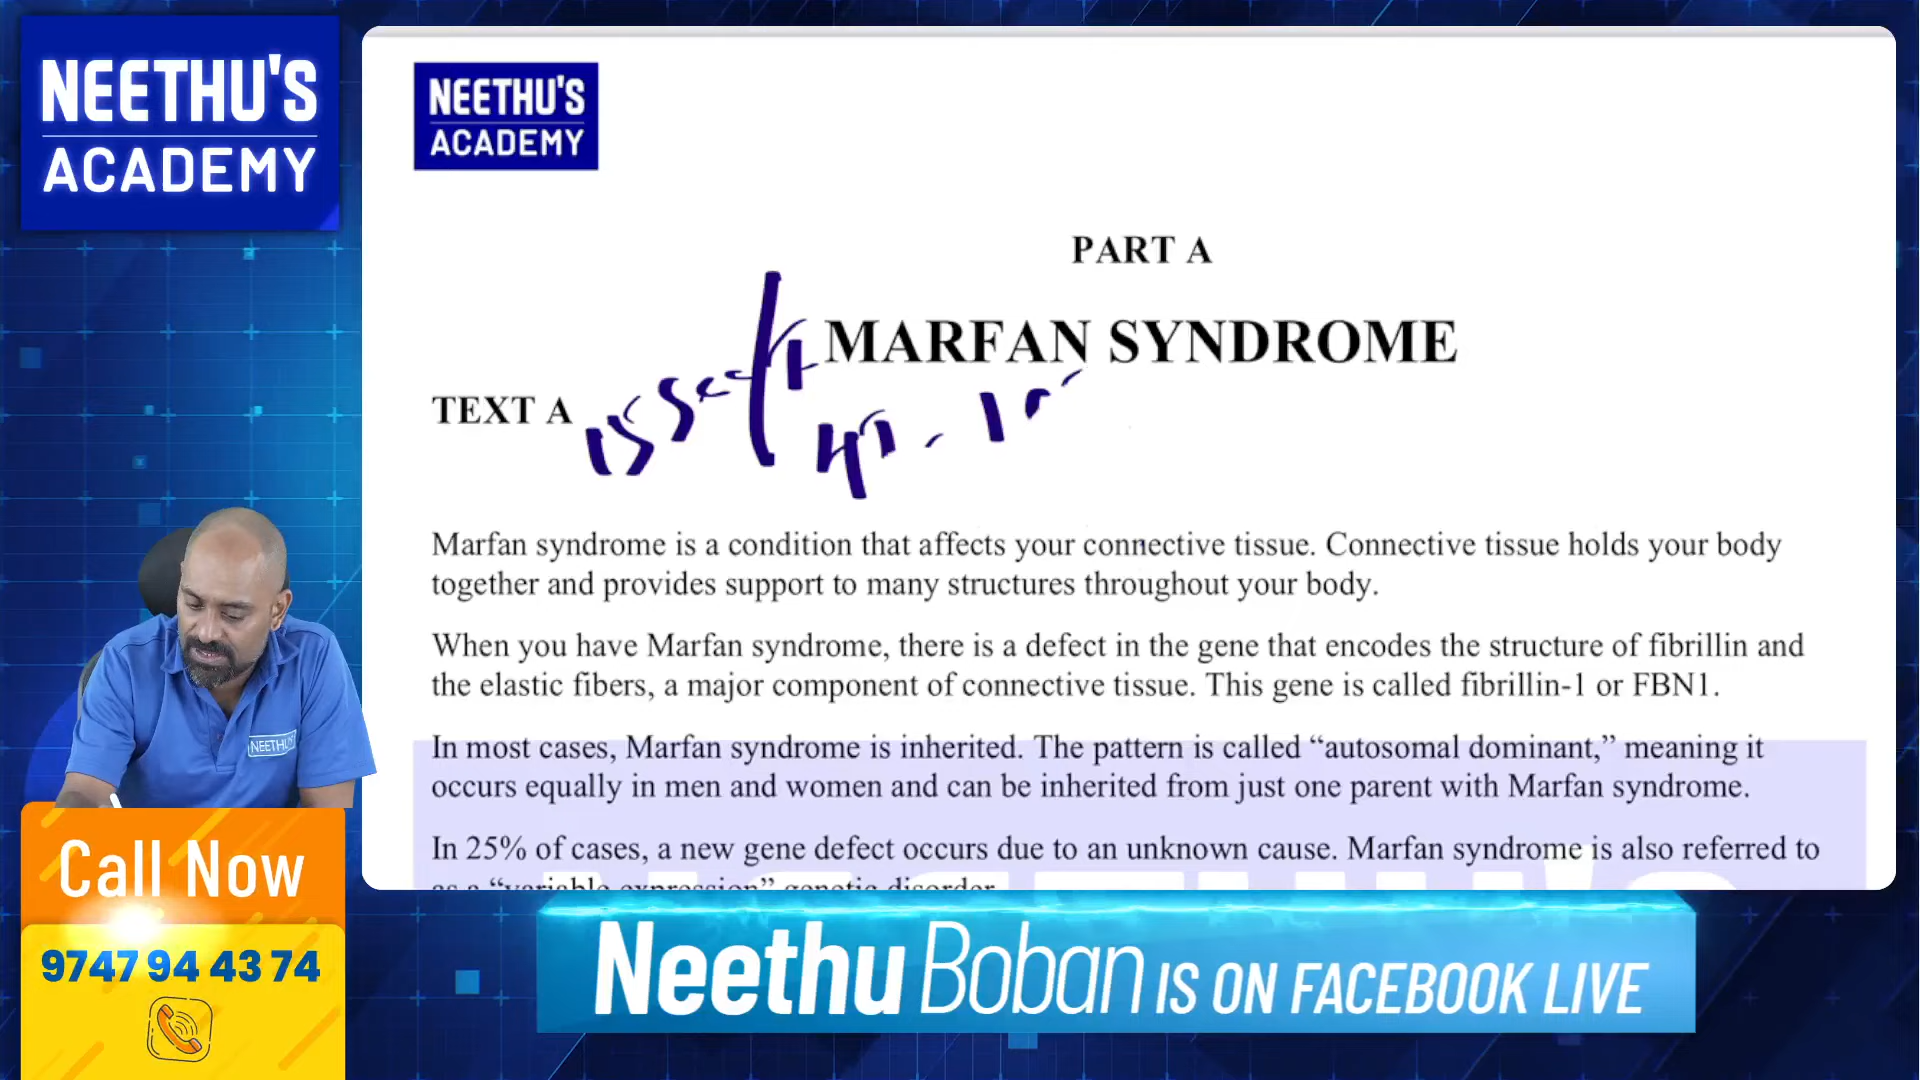 NEETHU'S
ACADEMY
NEETHU'S
ACADEMY
PART A
MARFAN SYNDROME
TEXT A
Marfan syndrome is a condition that affects your connective tissue. Connective tissue holds your body
together and provides support to many structures throughout your body.
When you have Marfan syndrome, there is a defect in the gene that encodes the structure of fibrillin and
the elastic fibers, a major component of connective tissue. This gene is called fibrillin-1 or FBN1.
In most cases, Marfan syndrome is inherited. The pattern is called “autosomal dominant,” meaning it
occurs equally in men and women and can be inherited from just one parent with Marfan syndrome.
In 25% of cases, a new gene defect occurs due to an unknown cause. Marfan syndrome is also referred to
as a “variable expression” genetic disorder.
NEETHU'S
Call Now
9747 94 43 74
Neethu Boban IS ON FACEBOOK LIVE